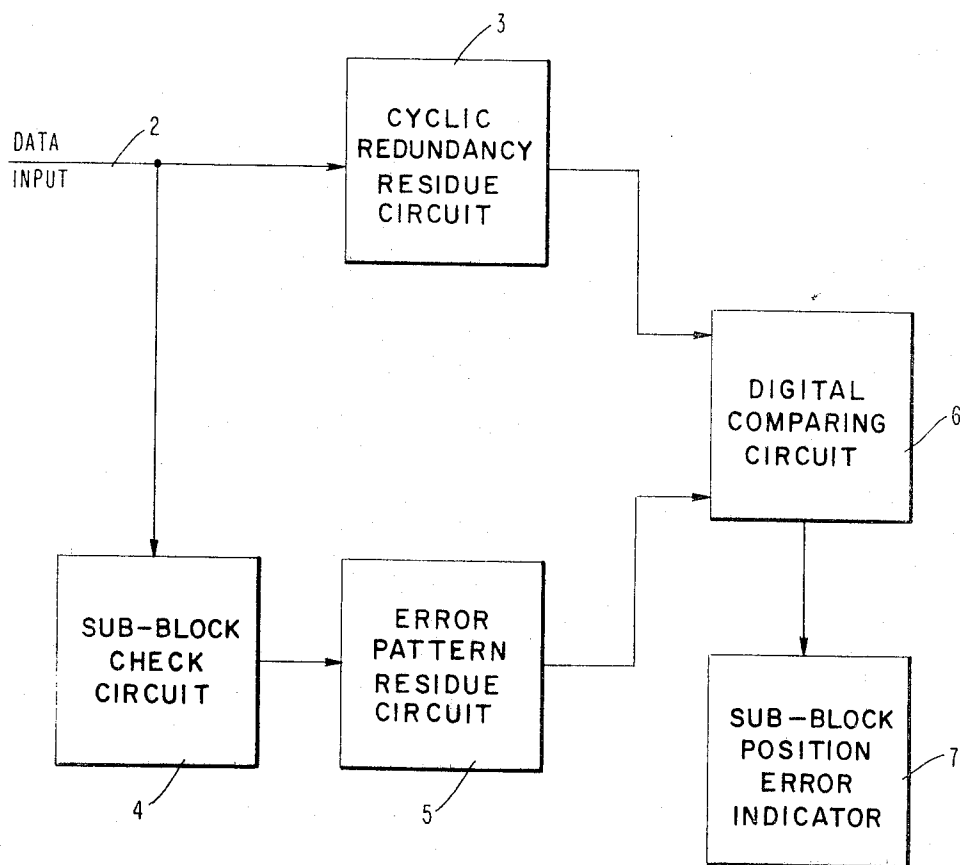 3
CYCLIC
REDUNDANCY
RESIDUE
CIRCUIT
2
DATA
INPUT
DIGITAL
COMPARING
CIRCUIT
6
SUB-BLOCK
CHECK
CIRCUIT
4
ERROR
PATTERN
RESIDUE
CIRCUIT
5
SUB-BLOCK
POSITION
ERROR
INDICATOR
7